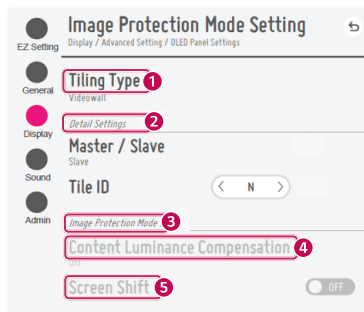 Image Protection Mode Setting
Display / Advanced Setting / OLED Panel Settings
EZ Setting
General
Display
Sound
Admin
Tiling Type 1
Videowall
Detail Settings 2
Master / Slave
Slave
Tile ID
< N >
Image Protection Mode 3
Content Luminance Compensation 4
Off
Screen Shift 5
OFF